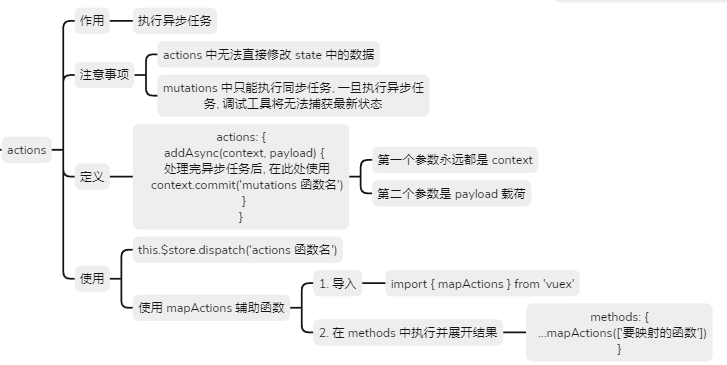 actions
作用
执行异步任务
注意事项
actions 中无法直接修改 state 中的数据
mutations 中只能执行同步任务, 一旦执行异步任
务, 调试工具将无法捕获最新状态
定义
actions: {
addAsync(context, payload) {
处理完异步任务后, 在此处使用
context.commit('mutations 函数名')
}
}
第一个参数永远都是 context
第二个参数是 payload 载荷
使用
this.$store.dispatch('actions 函数名')
使用 mapActions 辅助函数
1. 导入
import { mapActions } from 'vuex'
2. 在 methods 中执行并展开结果
methods: {
...mapActions(['要映射的函数'])
}